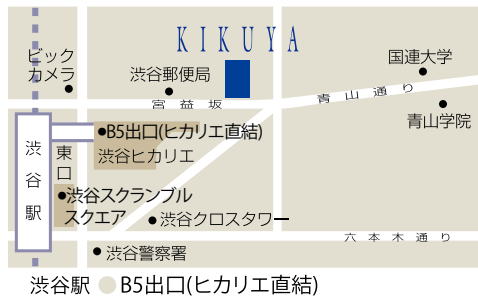 KIKUYA
ビック
カメラ
渋谷郵便局
国連大学
宮益坂
青山通り
青山学院
B5出口(ヒカリエ直結)
渋谷ヒカリエ
渋谷駅
東口
渋谷スクランブル
スクエア
渋谷クロスタワー
六本木通り
渋谷警察署
渋谷駅 B5出口(ヒカリエ直結)